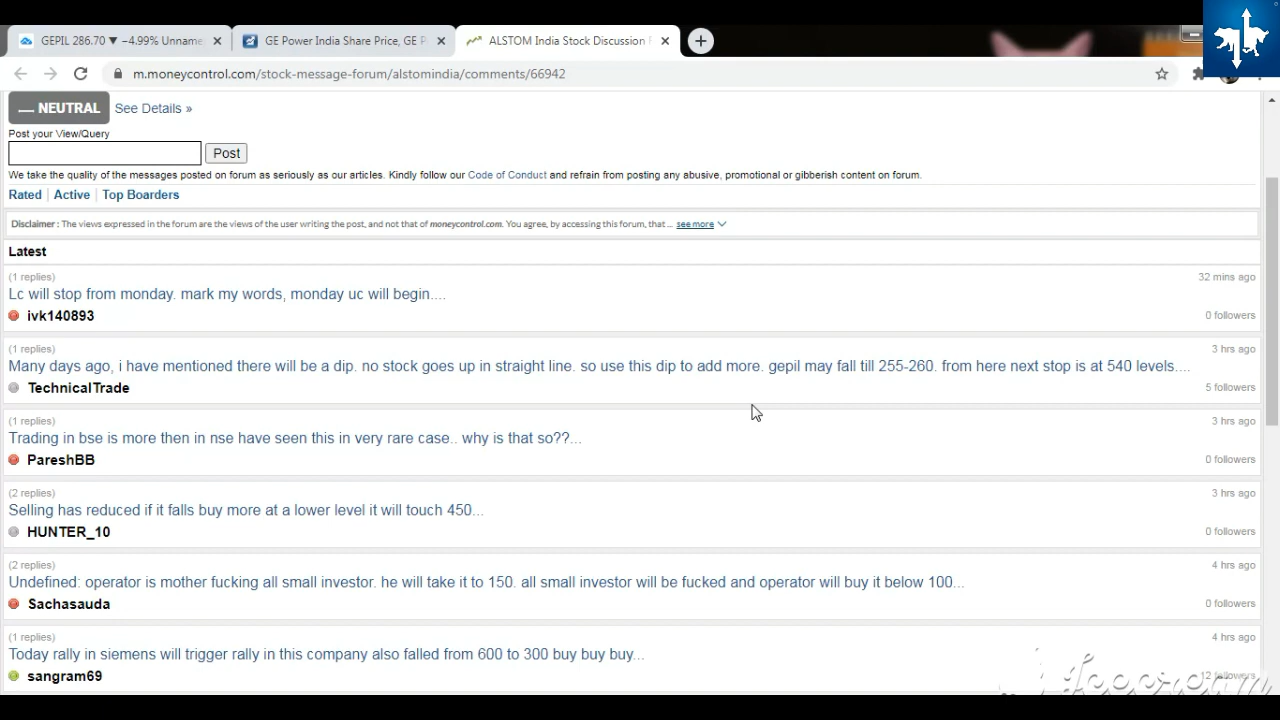 GEPIL 286.70 ▼ −4.99% Unname
GE Power India Share Price, GE P
ALSTOM India Stock Discussion F
m.moneycontrol.com/stock-message-forum/alstomindia/comments/66942
NEUTRAL See Details »
Post your View/Query
Post
We take the quality of the messages posted on forum as seriously as our articles. Kindly follow our Code of Conduct and refrain from posting any abusive, promotional or gibberish content on forum.
Rated | Active | Top Boarders
Disclaimer : The views expressed in the forum are the views of the user writing the post, and not that of moneycontrol.com. You agree, by accessing this forum, that ... see more
Latest
(1 replies) 32 mins ago
Lc will stop from monday. mark my words, monday uc will begin....
ivk140893 0 followers
(1 replies) 3 hrs ago
Many days ago, i have mentioned there will be a dip. no stock goes up in straight line. so use this dip to add more. gepil may fall till 255-260. from here next stop is at 540 levels....
TechnicalTrade 5 followers
(1 replies) 3 hrs ago
Trading in bse is more then in nse have seen this in very rare case.. why is that so??...
PareshBB 0 followers
(2 replies) 3 hrs ago
Selling has reduced if it falls buy more at a lower level it will touch 450...
HUNTER_10 0 followers
(2 replies) 4 hrs ago
Undefined: operator is mother fucking all small investor. he will take it to 150. all small investor will be fucked and operator will buy it below 100...
Sachasauda 0 followers
(1 replies) 4 hrs ago
Today rally in siemens will trigger rally in this company also falled from 600 to 300 buy buy buy...
sangram69 12 followers